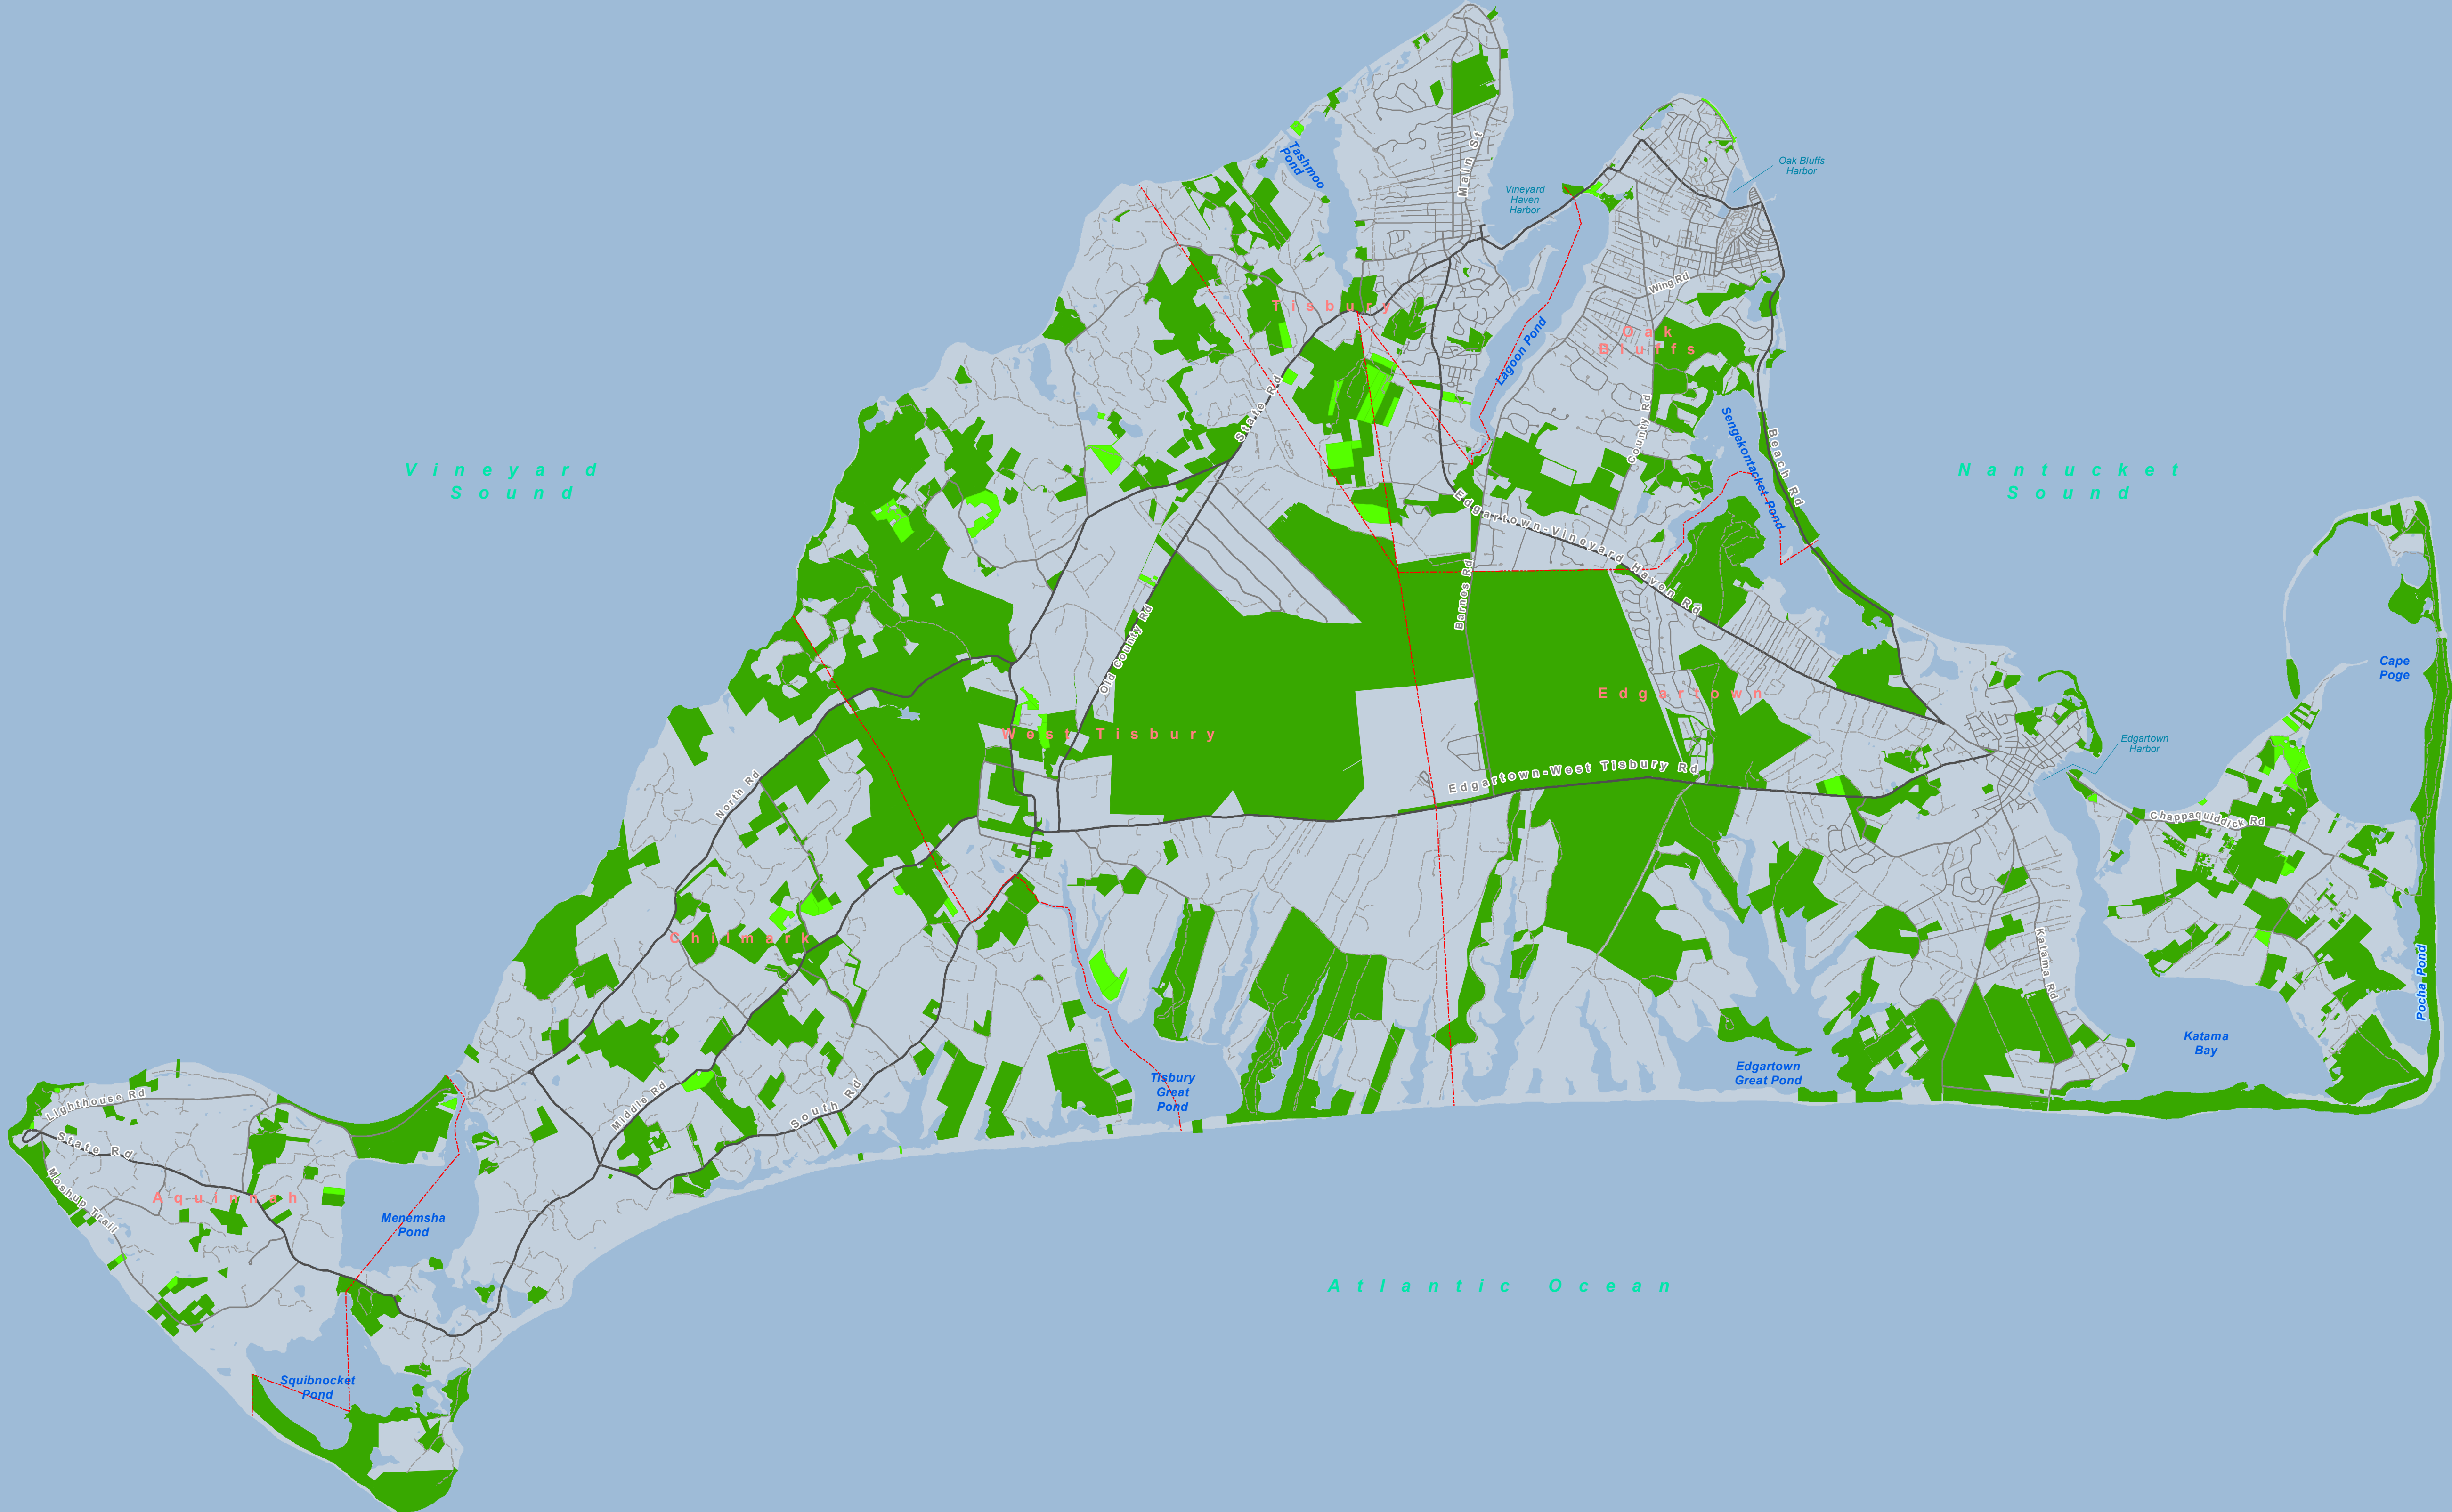 Main St
Tashmoo
Pond
Oak Bluffs
Harbor
Vineyard
Haven
Harbor
Wing Rd
Tisbury
Oak
Bluffs
Lagoon Pond
State Rd
County Rd
Sengekontacket Pond
Beach Rd
Vineyard
Sound
Nantucket
Sound
Edgartown-Vineyard Haven Rd
Barnes Rd
Old County Rd
Cape
Poge
Edgartown
West Tisbury
Edgartown
Harbor
Edgartown-West Tisbury Rd
North Rd
Chappaquiddick Rd
Chilmark
Katama Rd
Pocha Pond
Katama
Bay
Edgartown
Great Pond
Tisbury
Great
Pond
Middle Rd
South Rd
Lighthouse Rd
State Rd
Moshup Trail
Aquinnah
Menemsha
Pond
Atlantic Ocean
Squibnocket
Pond